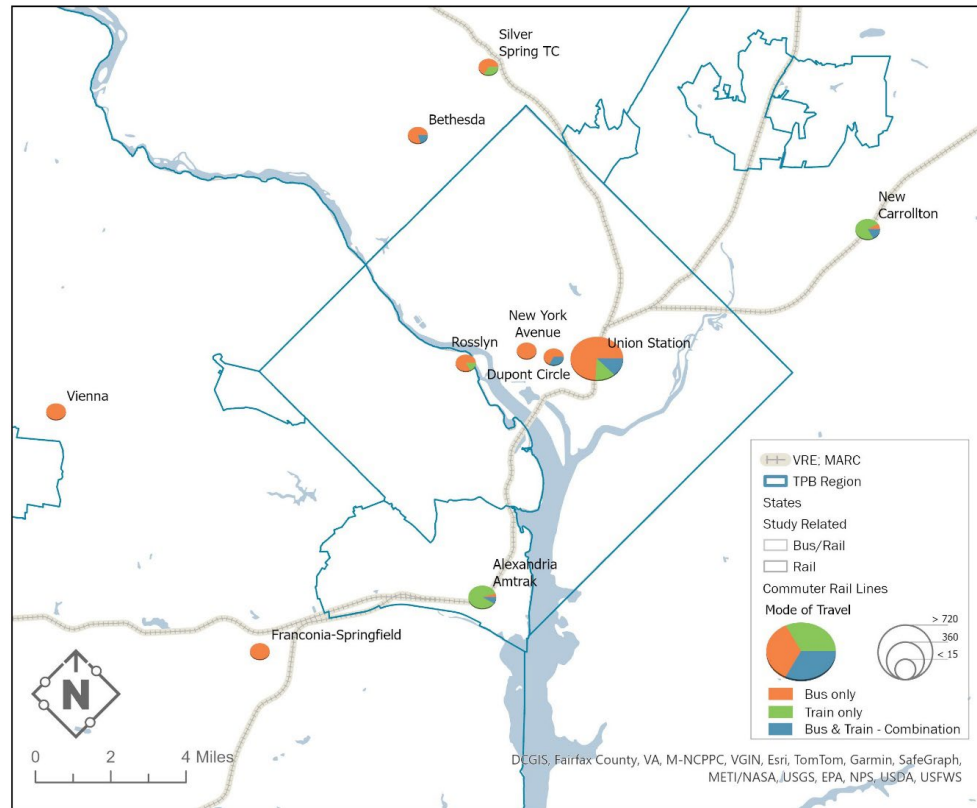 Silver
Spring TC
Bethesda
New
Carrollton
New York
Avenue
Union Station
Rosslyn
Dupont Circle
Vienna
Alexandria
Amtrak
Franconia-Springfield
N
0 2 4 Miles
VRE; MARC
TPB Region
States
Study Related
Bus/Rail
Rail
Commuter Rail Lines
Mode of Travel
> 720
360
< 15
Bus only
Train only
Bus & Train - Combination
DCGIS, Fairfax County, VA, M-NCPPC, VGIN, Esri, TomTom, Garmin, SafeGraph,
METI/NASA, USGS, EPA, NPS, USDA, USFWS